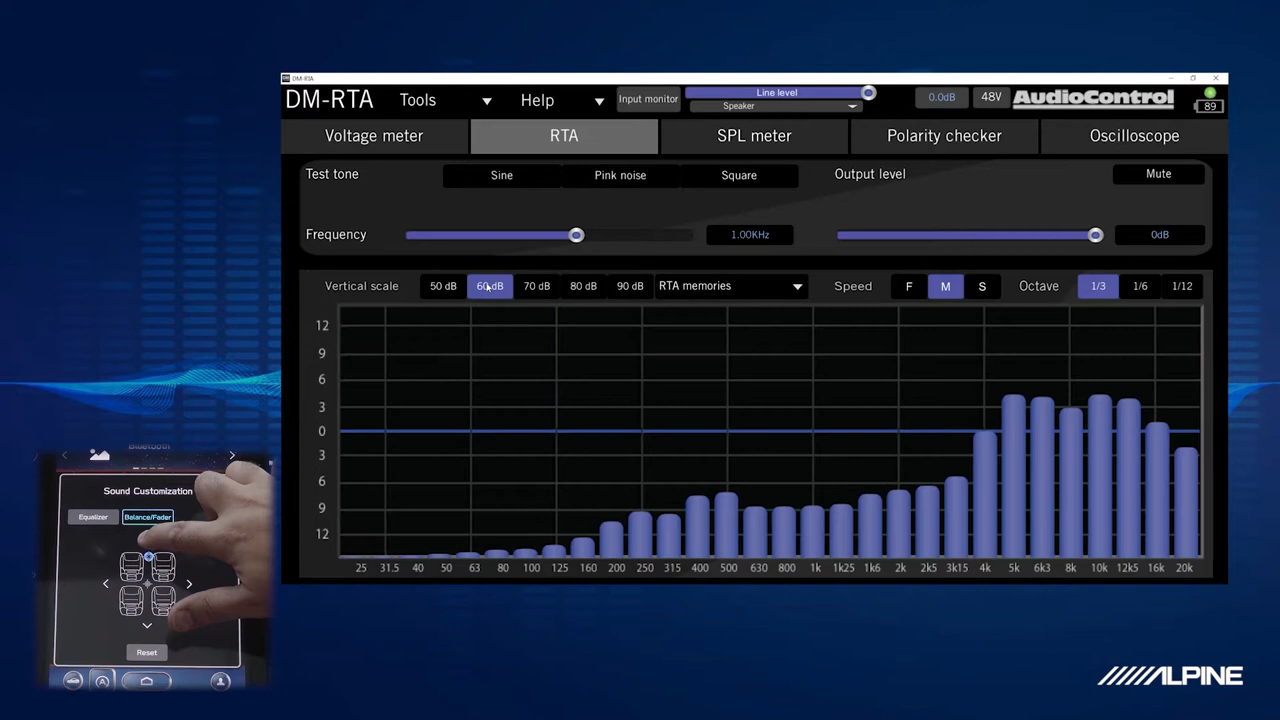 DM-RTA
DM-RTA
Tools
Help
Input monitor
Line level
Speaker
0.0dB
48V
AudioControl
89
Voltage meter
RTA
SPL meter
Polarity checker
Oscilloscope
Test tone
Sine
Pink noise
Square
Output level
Mute
Frequency
1.00KHz
0dB
Vertical scale
50 dB
60 dB
70 dB
80 dB
90 dB
RTA memories
Speed
F
M
S
Octave
1/3
1/6
1/12
12
9
6
3
0
3
6
9
12
25 31.5 40 50 63 80 100 125 160 200 250 315 400 500 630 800 1k 1k25 1k6 2k 2k5 3k15 4k 5k 6k3 8k 10k 12k5 16k 20k
Bluetooth
Sound Customization
Equalizer
Balance/Fader
Reset
ALPINE